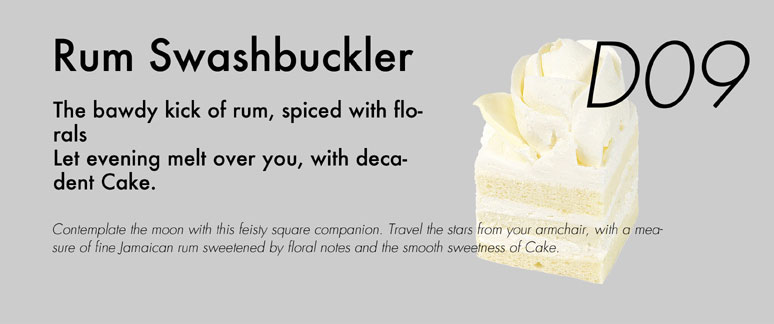 Rum Swashbuckler
D09
The bawdy kick of rum, spiced with flo-
rals
Let evening melt over you, with deca-
dent Cake.
Contemplate the moon with this feisty square companion. Travel the stars from your armchair, with a mea-
sure of fine Jamaican rum sweetened by floral notes and the smooth sweetness of Cake.